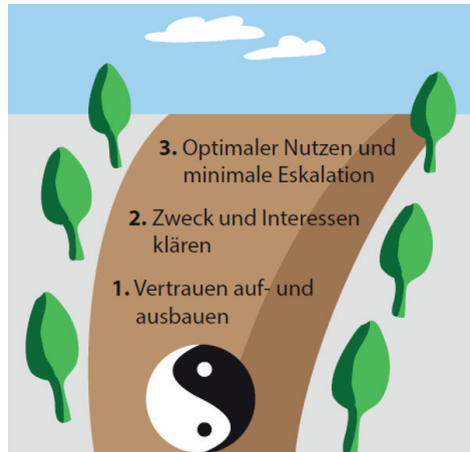 3. Optimaler Nutzen und
minimale Eskalation
2. Zweck und Interessen
klären
1. Vertrauen auf- und
ausbauen